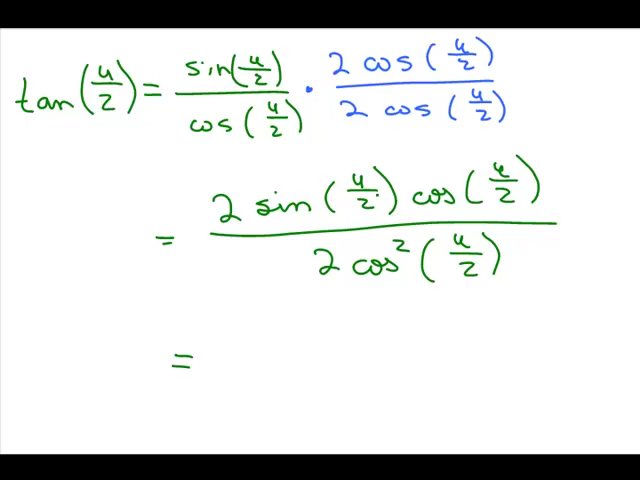 tan(u/2) = sin(u/2)/cos(u/2) · 2 cos(u/2)/2 cos(u/2)
= 2 sin(u/2) cos(u/2)/2 cos²(u/2)
=